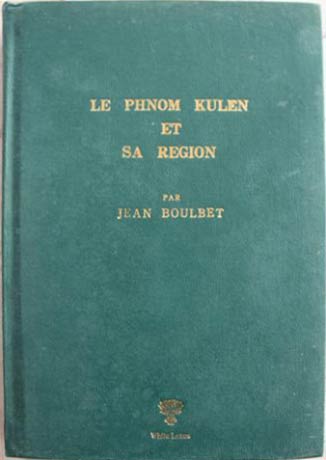 LE PHNOM KULEN
ET
SA REGION
PAR
JEAN BOULBET
White Lotus